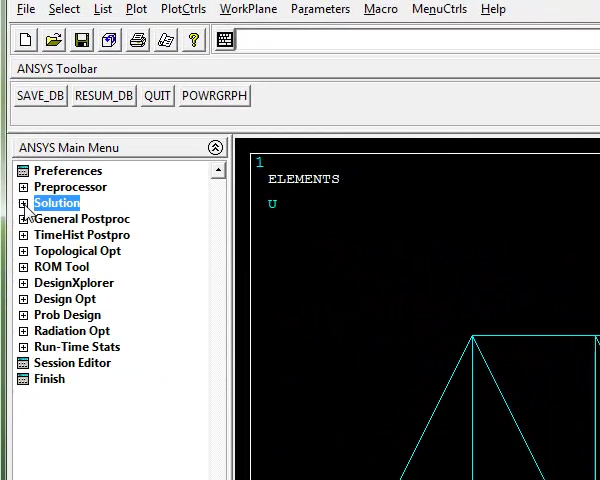 File Select List Plot PlotCtrls WorkPlane Parameters Macro MenuCtrls Help
ANSYS Toolbar
SAVE_DB RESUM_DB QUIT POWRGRPH
ANSYS Main Menu
Preferences
Preprocessor
Solution
General Postproc
TimeHist Postpro
Topological Opt
ROM Tool
DesignXplorer
Design Opt
Prob Design
Radiation Opt
Run-Time Stats
Session Editor
Finish
1
ELEMENTS
U